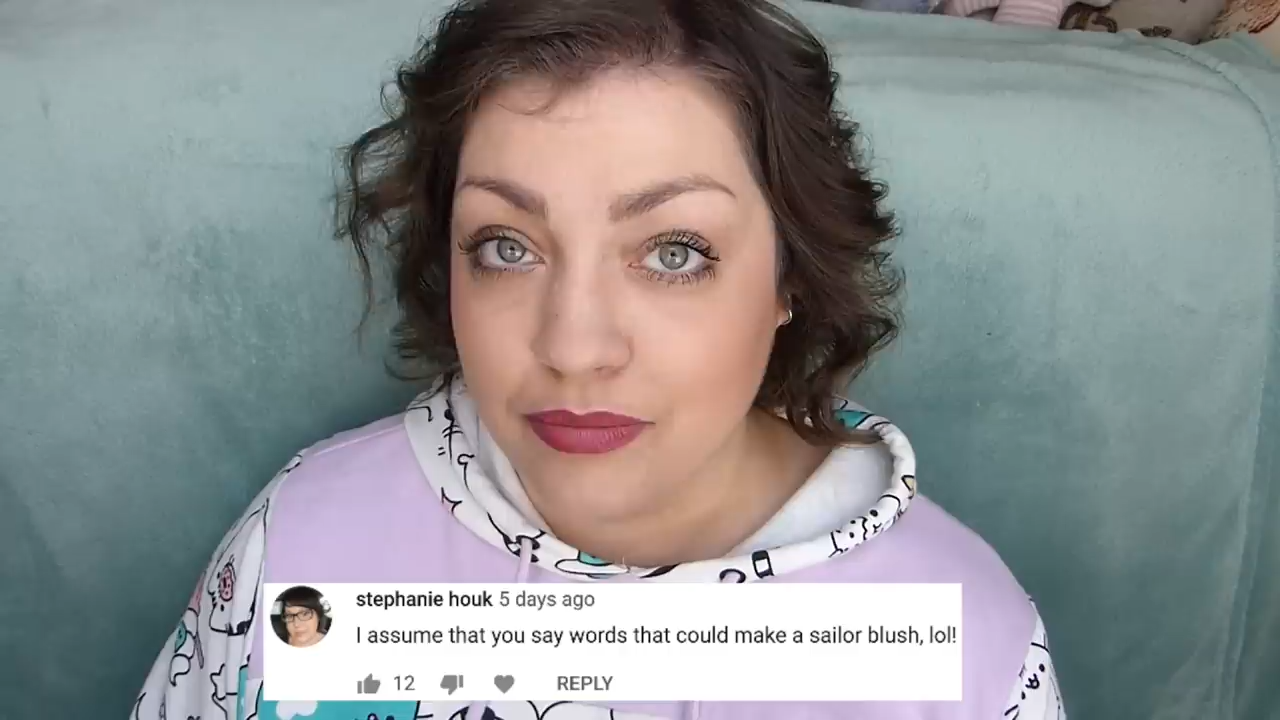 stephanie houk 5 days ago
I assume that you say words that could make a sailor blush, lol!
12 REPLY